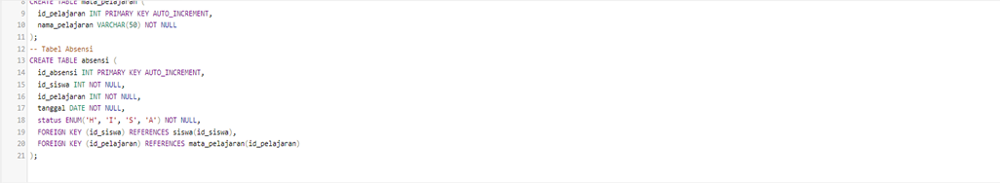 CREATE TABLE mata_pelajaran (
9 id_pelajaran INT PRIMARY KEY AUTO_INCREMENT,
10 nama_pelajaran VARCHAR(50) NOT NULL
11 );
12 -- Tabel Absensi
13 CREATE TABLE absensi (
14 id_absensi INT PRIMARY KEY AUTO_INCREMENT,
15 id_siswa INT NOT NULL,
16 id_pelajaran INT NOT NULL,
17 tanggal DATE NOT NULL,
18 status ENUM('H', 'I', 'S', 'A') NOT NULL,
19 FOREIGN KEY (id_siswa) REFERENCES siswa(id_siswa),
20 FOREIGN KEY (id_pelajaran) REFERENCES mata_pelajaran(id_pelajaran)
21 );